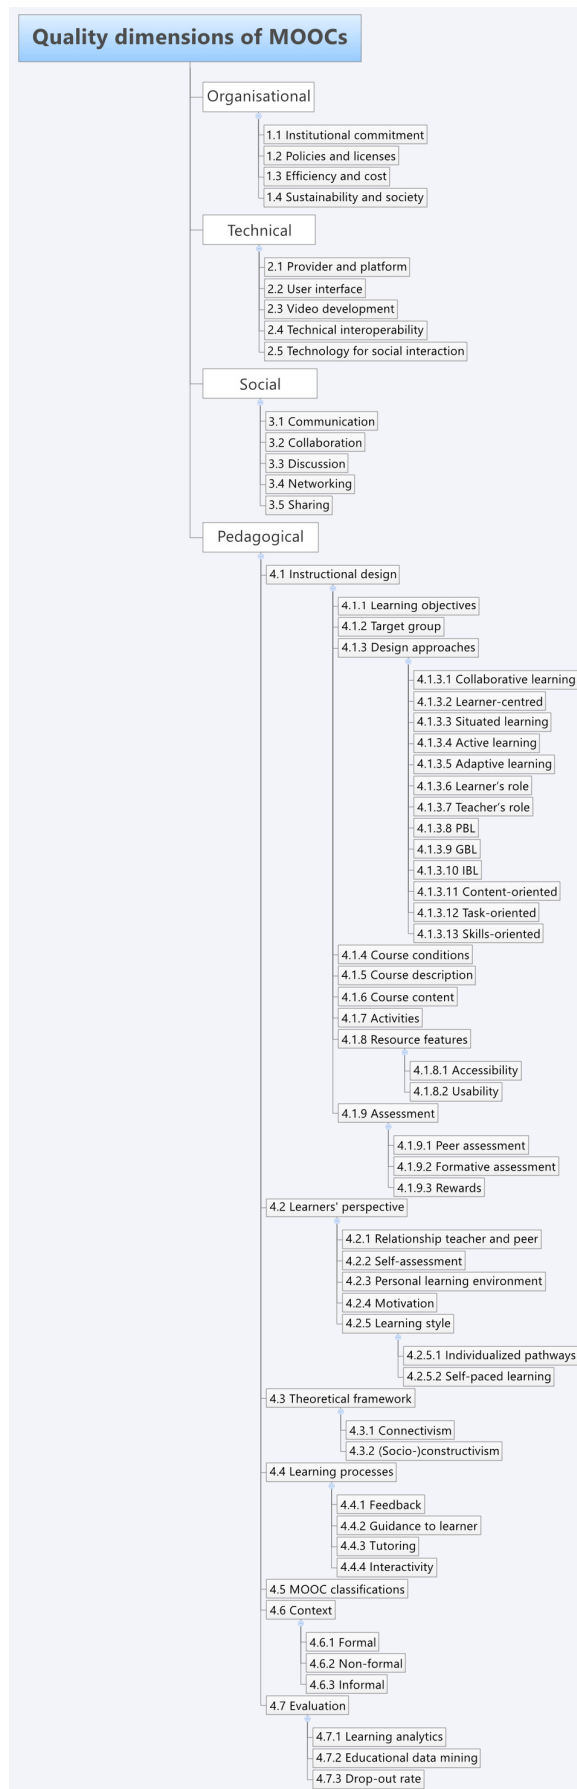 Quality dimensions of MOOCs
Organisational
1.1 Institutional commitment
1.2 Policies and licenses
1.3 Efficiency and cost
1.4 Sustainability and society
Technical
2.1 Provider and platform
2.2 User interface
2.3 Video development
2.4 Technical interoperability
2.5 Technology for social interaction
Social
3.1 Communication
3.2 Collaboration
3.3 Discussion
3.4 Networking
3.5 Sharing
Pedagogical
4.1 Instructional design
4.1.1 Learning objectives
4.1.2 Target group
4.1.3 Design approaches
4.1.3.1 Collaborative learning
4.1.3.2 Learner-centred
4.1.3.3 Situated learning
4.1.3.4 Active learning
4.1.3.5 Adaptive learning
4.1.3.6 Learner's role
4.1.3.7 Teacher's role
4.1.3.8 PBL
4.1.3.9 GBL
4.1.3.10 IBL
4.1.3.11 Content-oriented
4.1.3.12 Task-oriented
4.1.3.13 Skills-oriented
4.1.4 Course conditions
4.1.5 Course description
4.1.6 Course content
4.1.7 Activities
4.1.8 Resource features
4.1.8.1 Accessibility
4.1.8.2 Usability
4.1.9 Assessment
4.1.9.1 Peer assessment
4.1.9.2 Formative assessment
4.1.9.3 Rewards
4.2 Learners' perspective
4.2.1 Relationship teacher and peer
4.2.2 Self-assessment
4.2.3 Personal learning environment
4.2.4 Motivation
4.2.5 Learning style
4.2.5.1 Individualized pathways
4.2.5.2 Self-paced learning
4.3 Theoretical framework
4.3.1 Connectivism
4.3.2 (Socio-)constructivism
4.4 Learning processes
4.4.1 Feedback
4.4.2 Guidance to learner
4.4.3 Tutoring
4.4.4 Interactivity
4.5 MOOC classifications
4.6 Context
4.6.1 Formal
4.6.2 Non-formal
4.6.3 Informal
4.7 Evaluation
4.7.1 Learning analytics
4.7.2 Educational data mining
4.7.3 Drop-out rate